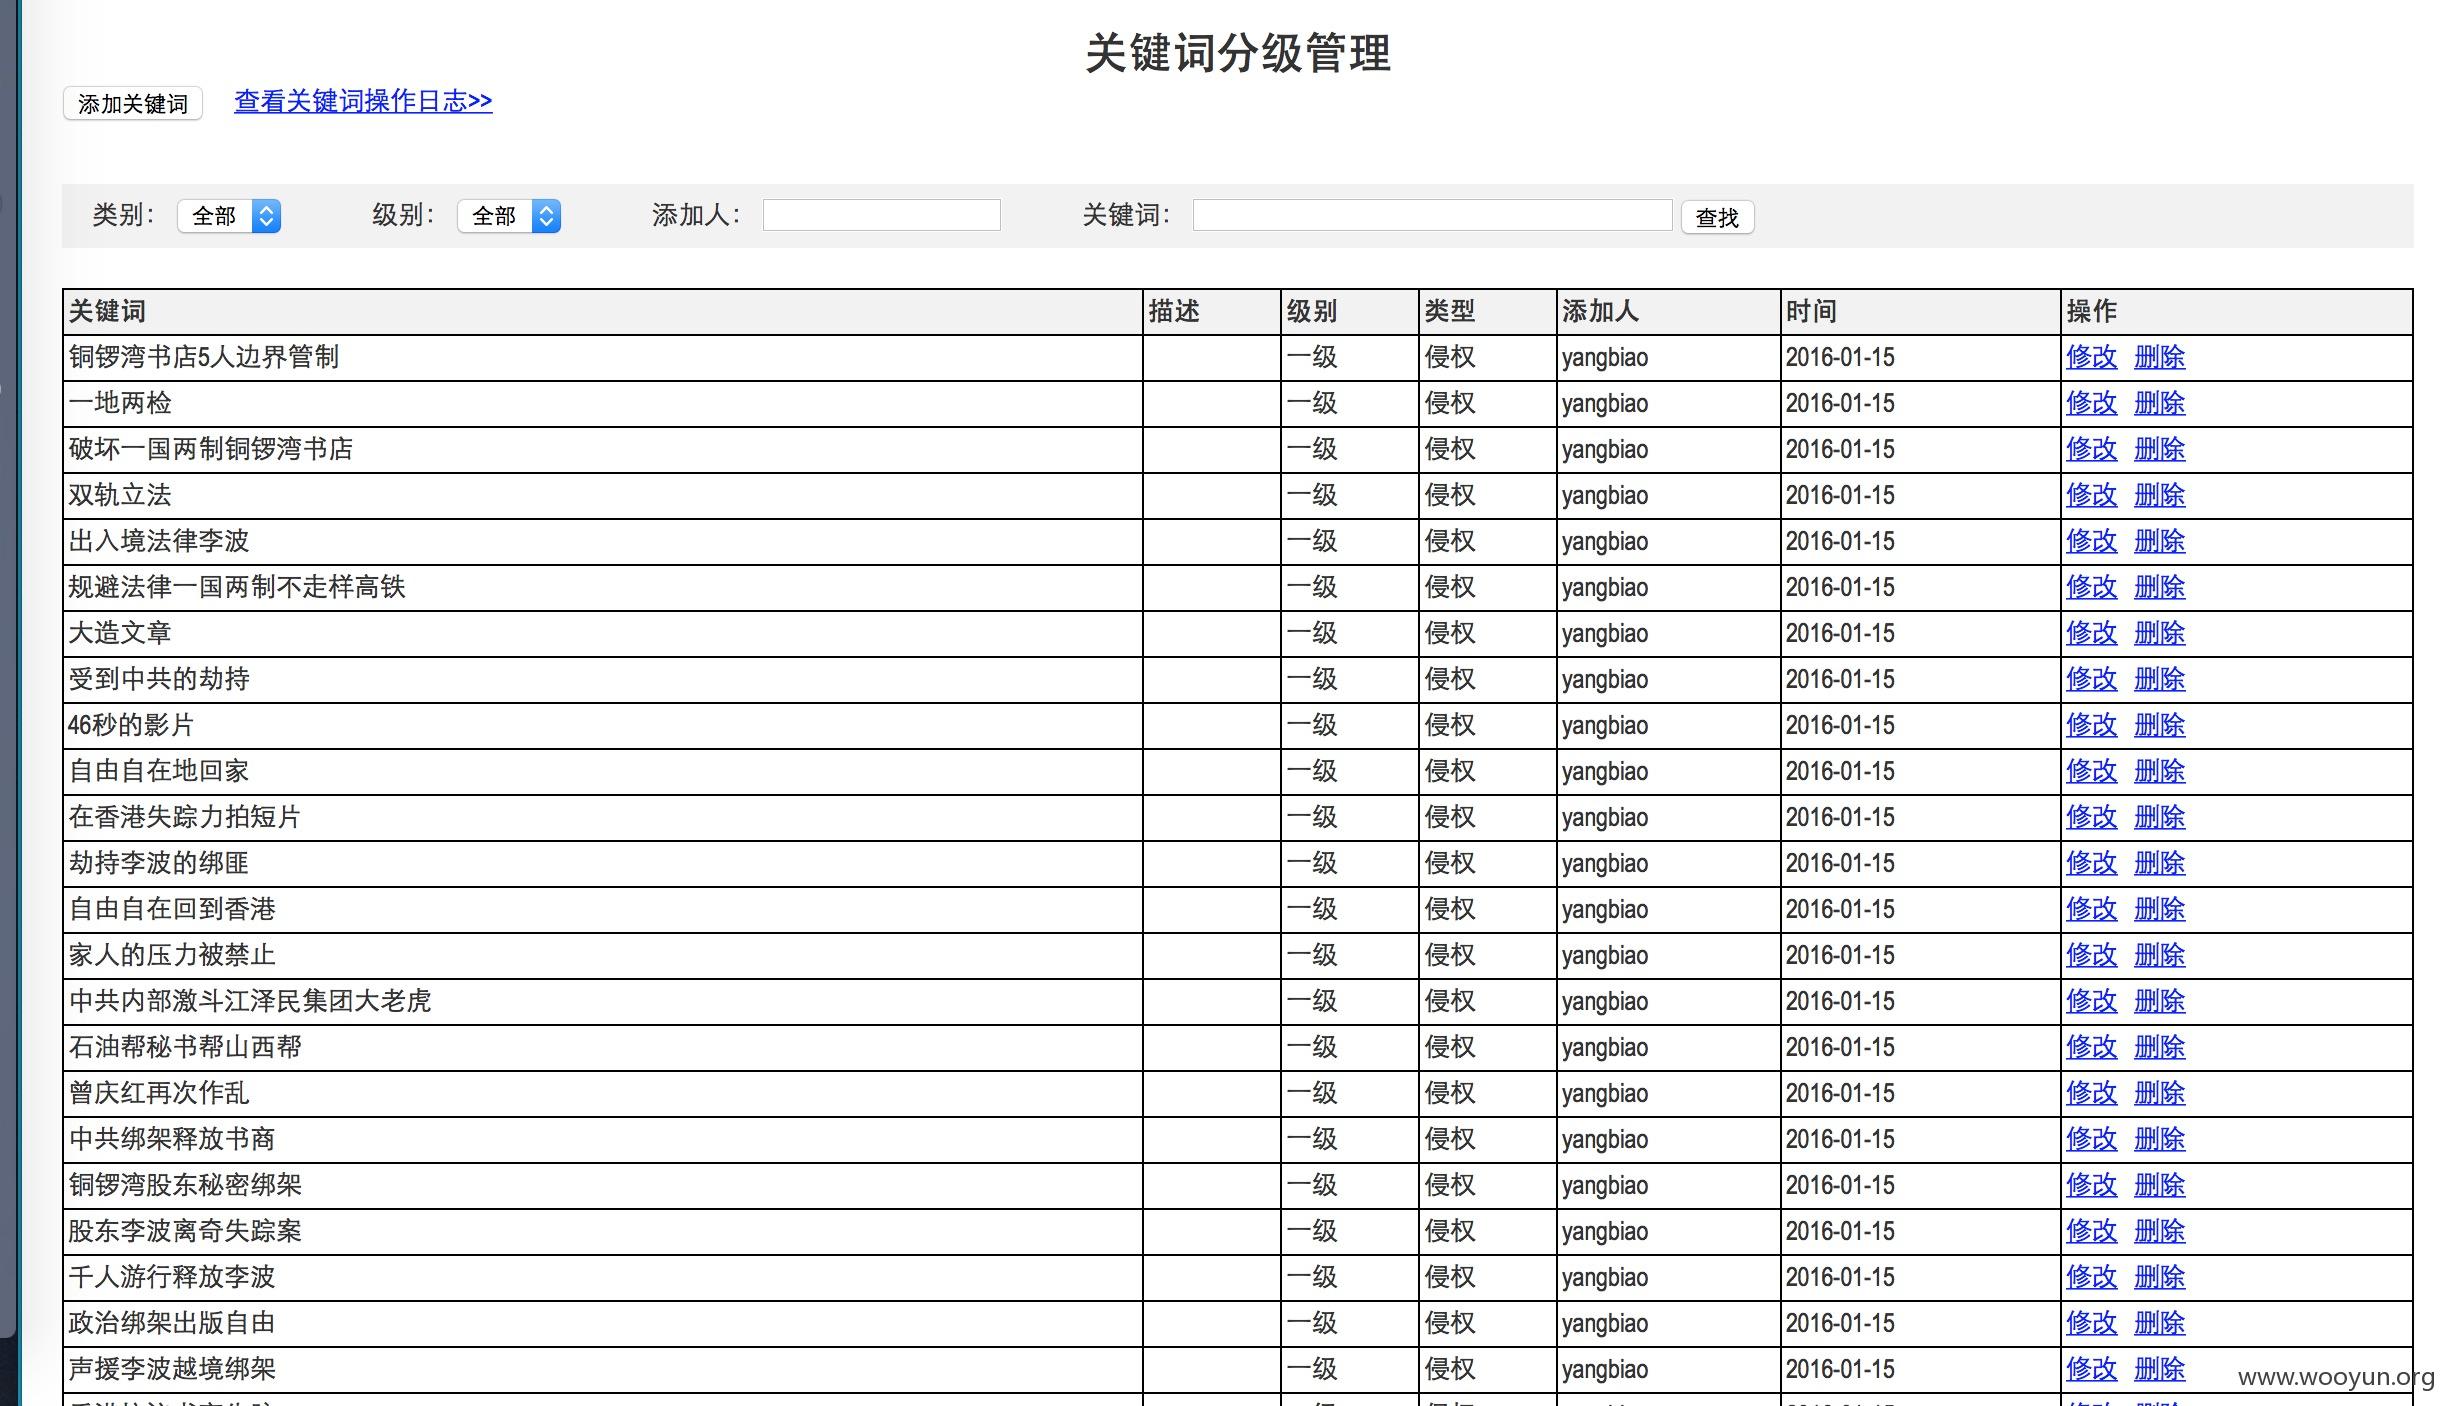 关键词分级管理
添加关键词 查看关键词操作日志>>
类别： 全部 级别： 全部 添加人： 关键词： 查找
关键词 描述 级别 类型 添加人 时间 操作
铜锣湾书店5人边界管制 一级 侵权 yangbiao 2016-01-15 修改 删除
一地两检 一级 侵权 yangbiao 2016-01-15 修改 删除
破坏一国两制铜锣湾书店 一级 侵权 yangbiao 2016-01-15 修改 删除
双轨立法 一级 侵权 yangbiao 2016-01-15 修改 删除
出入境法律李波 一级 侵权 yangbiao 2016-01-15 修改 删除
规避法律一国两制不走样高铁 一级 侵权 yangbiao 2016-01-15 修改 删除
大造文章 一级 侵权 yangbiao 2016-01-15 修改 删除
受到中共的劫持 一级 侵权 yangbiao 2016-01-15 修改 删除
46秒的影片 一级 侵权 yangbiao 2016-01-15 修改 删除
自由自在地回家 一级 侵权 yangbiao 2016-01-15 修改 删除
在香港失踪力拍短片 一级 侵权 yangbiao 2016-01-15 修改 删除
劫持李波的绑匪 一级 侵权 yangbiao 2016-01-15 修改 删除
自由自在回到香港 一级 侵权 yangbiao 2016-01-15 修改 删除
家人的压力被禁止 一级 侵权 yangbiao 2016-01-15 修改 删除
中共内部激斗江泽民集团大老虎 一级 侵权 yangbiao 2016-01-15 修改 删除
石油帮秘书帮山西帮 一级 侵权 yangbiao 2016-01-15 修改 删除
曾庆红再次作乱 一级 侵权 yangbiao 2016-01-15 修改 删除
中共绑架释放书商 一级 侵权 yangbiao 2016-01-15 修改 删除
铜锣湾股东秘密绑架 一级 侵权 yangbiao 2016-01-15 修改 删除
股东李波离奇失踪案 一级 侵权 yangbiao 2016-01-15 修改 删除
千人游行释放李波 一级 侵权 yangbiao 2016-01-15 修改 删除
政治绑架出版自由 一级 侵权 yangbiao 2016-01-15 修改 删除
声援李波越境绑架 一级 侵权 yangbiao 2016-01-15 修改 删除
www.wooyun.org